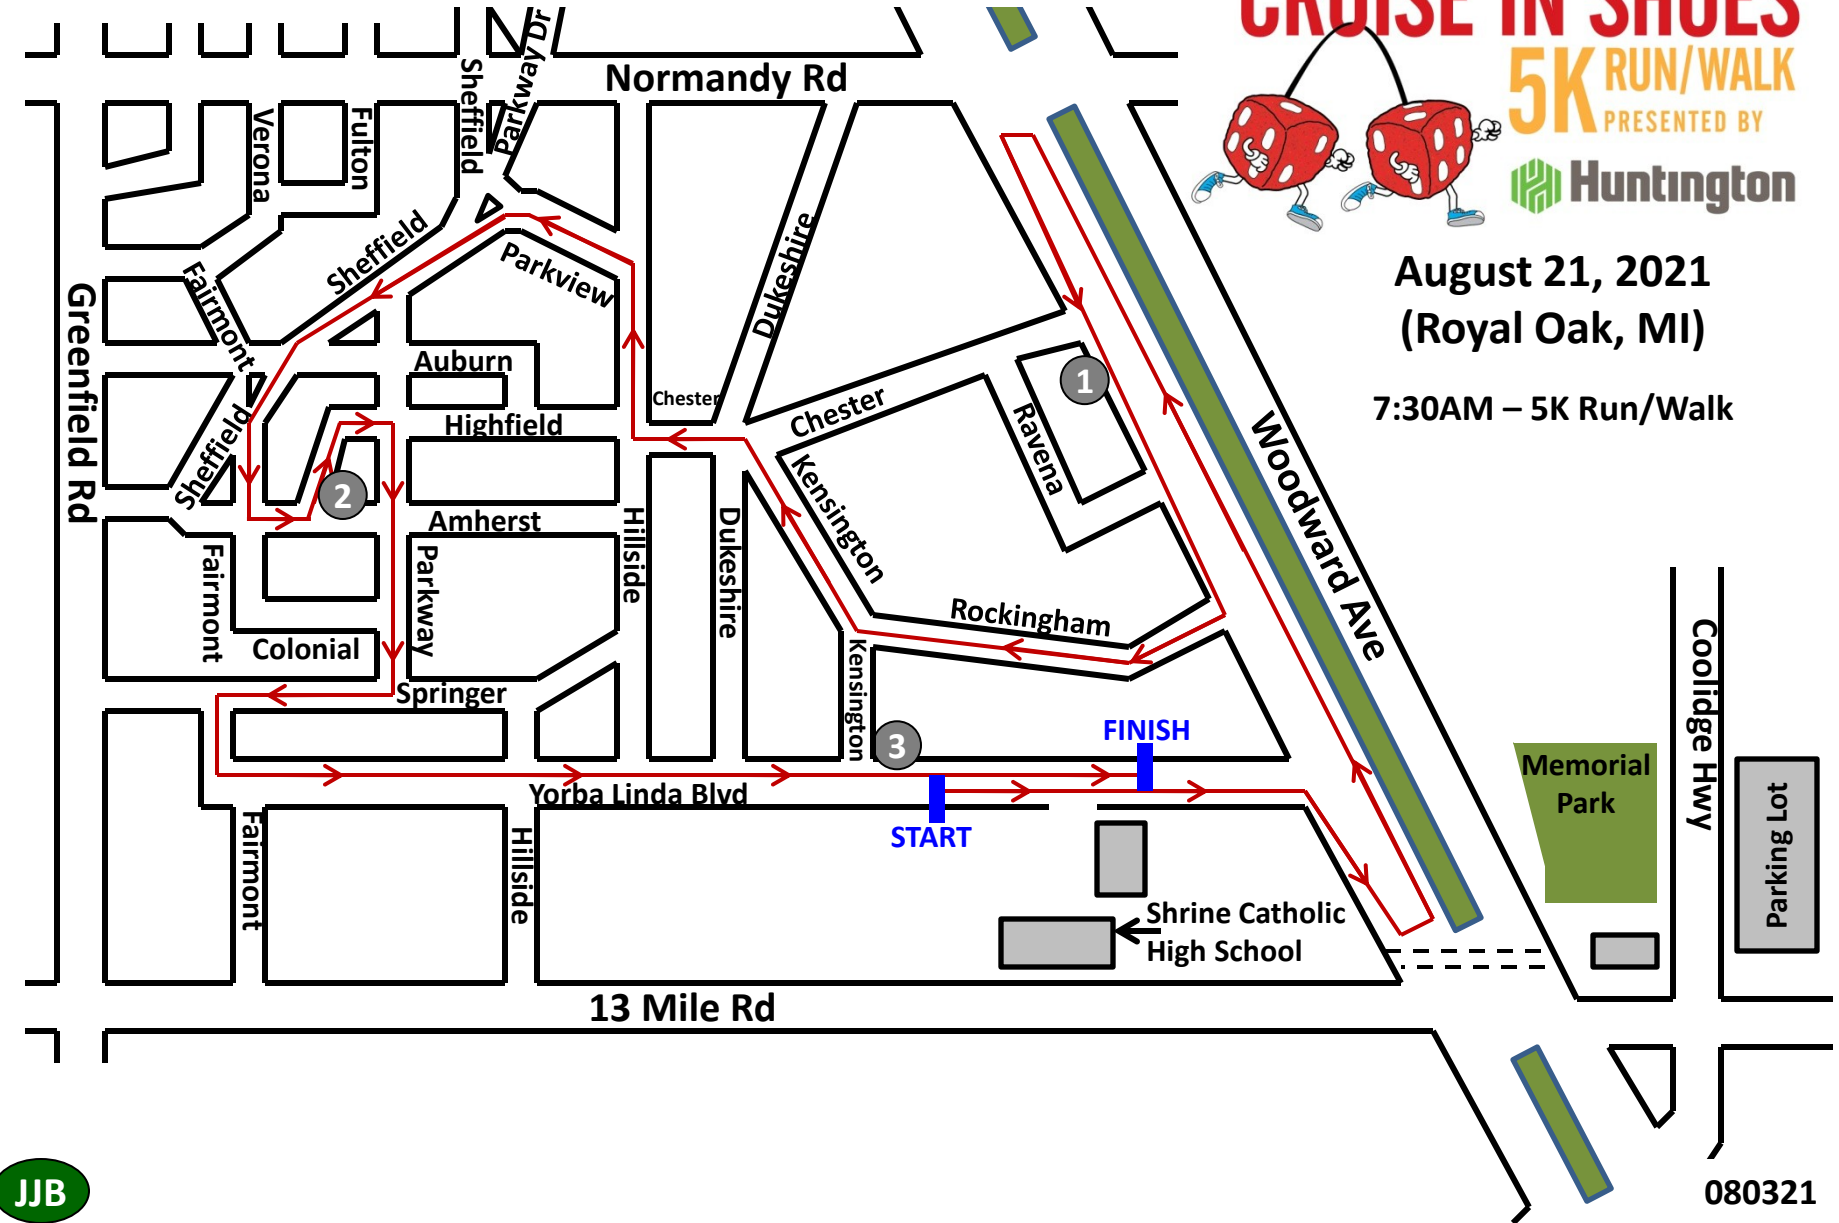 CRUISE IN SHOES
5K RUN/WALK
PRESENTED BY
Huntington
August 21, 2021
(Royal Oak, MI)
7:30AM – 5K Run/Walk
Normandy Rd
Parkway Dr
Sheffield
Parkway Dr
Verona
Fulton
Sheffield
Parkview
Dukeshire
Fairmont
Greenfield Rd
Auburn
Chester
Chester
Highfield
Sheffield
Sheffield
1
2
Ravena
Kensington
Woodward Ave
Amherst
Hillside
Dukeshire
Fairmont
Parkway
Colonial
Rockingham
Kensington
Springer
3
FINISH
START
Yorba Linda Blvd
Fairmont
Hillside
Coolidge Hwy
Memorial
Park
Parking Lot
Shrine Catholic
High School
13 Mile Rd
JJB
080321